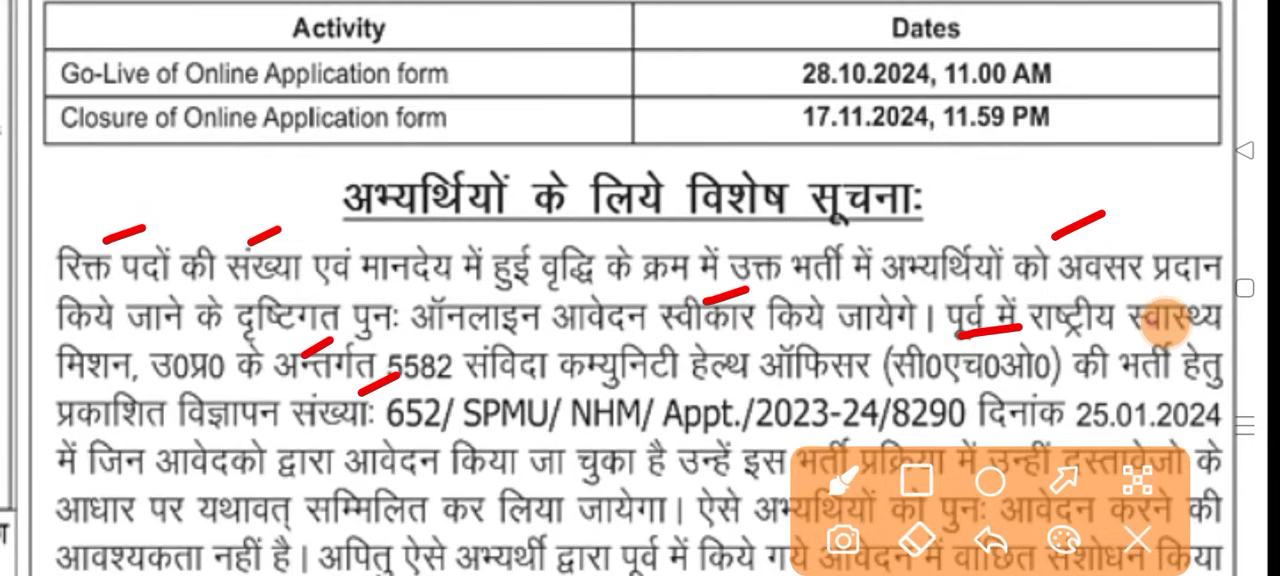 Activity Dates
Go-Live of Online Application form 28.10.2024, 11.00 AM
Closure of Online Application form 17.11.2024, 11.59 PM
अभ्यर्थियों के लिये विशेष सूचनाः
रिक्त पदों की संख्या एवं मानदेय में हुई वृद्धि के क्रम में उक्त भर्ती में अभ्यर्थियों को अवसर प्रदान
किये जाने के दृष्टिगत पुनः ऑनलाइन आवेदन स्वीकार किये जायेगे। पूर्व में राष्ट्रीय स्वास्थ्य
मिशन, उ0प्र0 के अन्तर्गत 5582 संविदा कम्युनिटी हेल्थ ऑफिसर (सी0एच0ओ0) की भर्ती हेतु
प्रकाशित विज्ञापन संख्याः 652/ SPMU/ NHM/ Appt./2023-24/8290 दिनांक 25.01.2024
में जिन आवेदको द्वारा आवेदन किया जा चुका है उन्हें इस भर्ती प्रक्रिया में उन्हीं दस्तावेजो के
आधार पर यथावत् सम्मिलित कर लिया जायेगा। ऐसे अभ्यर्थियों को पुनः आवेदन करने की
आवश्यकता नहीं है। अपितु ऐसे अभ्यर्थी द्वारा पूर्व में किये गये आवेदन में वांछित संशोधन किया